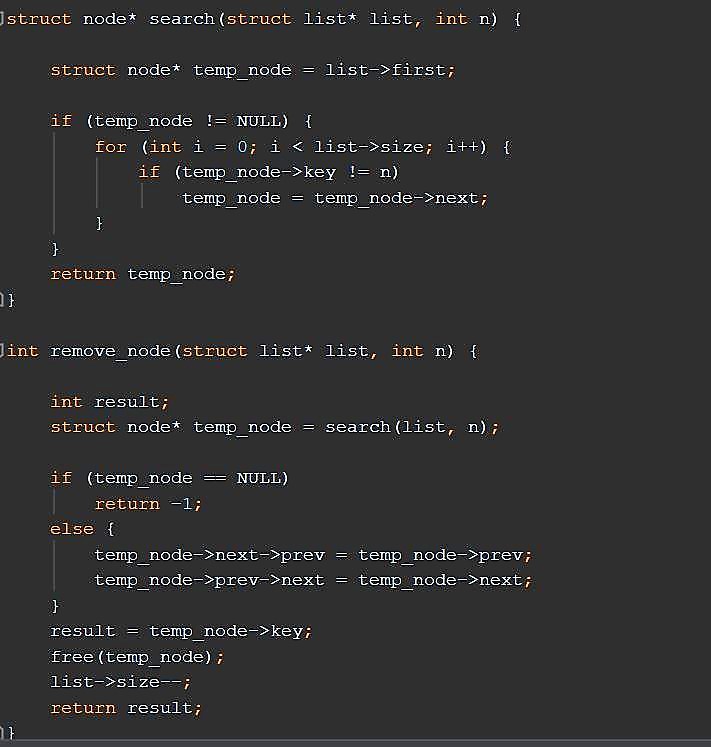 struct node* search(struct list* list, int n) {
struct node* temp_node = list->first;
if (temp_node != NULL) {
for (int i = 0; i < list->size; i++) {
if (temp_node->key != n)
temp_node = temp_node->next;
}
}
return temp_node;
}
int remove_node(struct list* list, int n) {
int result;
struct node* temp_node = search(list, n);
if (temp_node == NULL)
return -1;
else {
temp_node->next->prev = temp_node->prev;
temp_node->prev->next = temp_node->next;
}
result = temp_node->key;
free(temp_node);
list->size--;
return result;
}